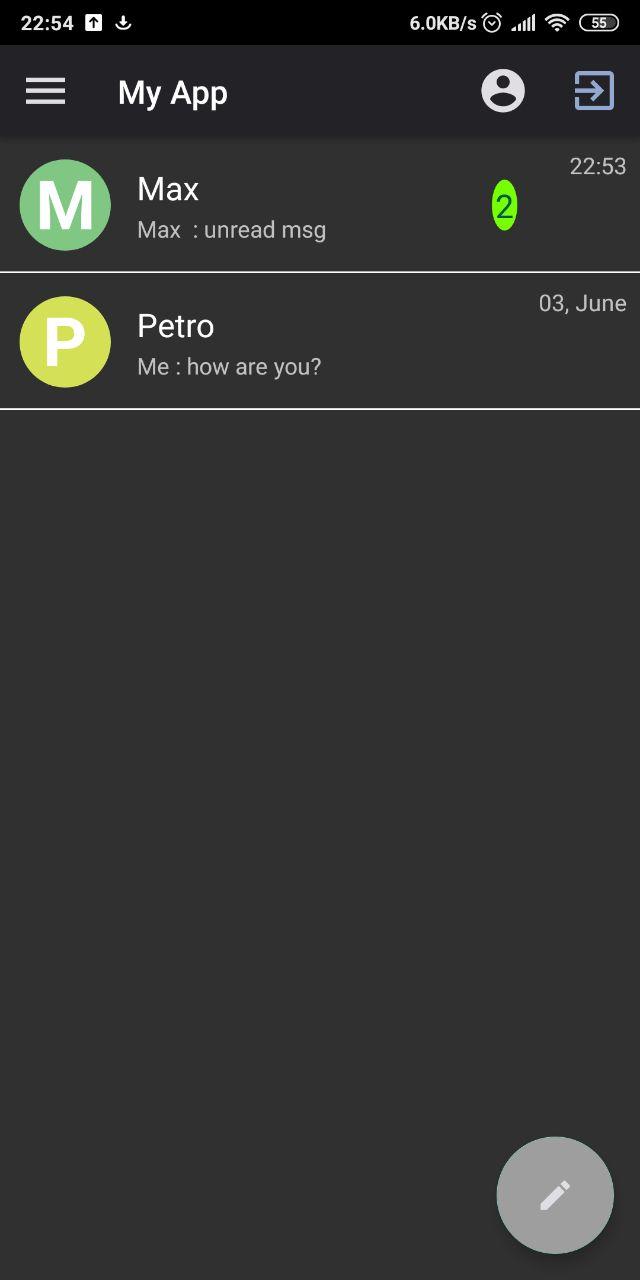 22:54 6.0KB/s 55
My App
22:53
M Max 2
Max : unread msg
03, June
P Petro
Me : how are you?